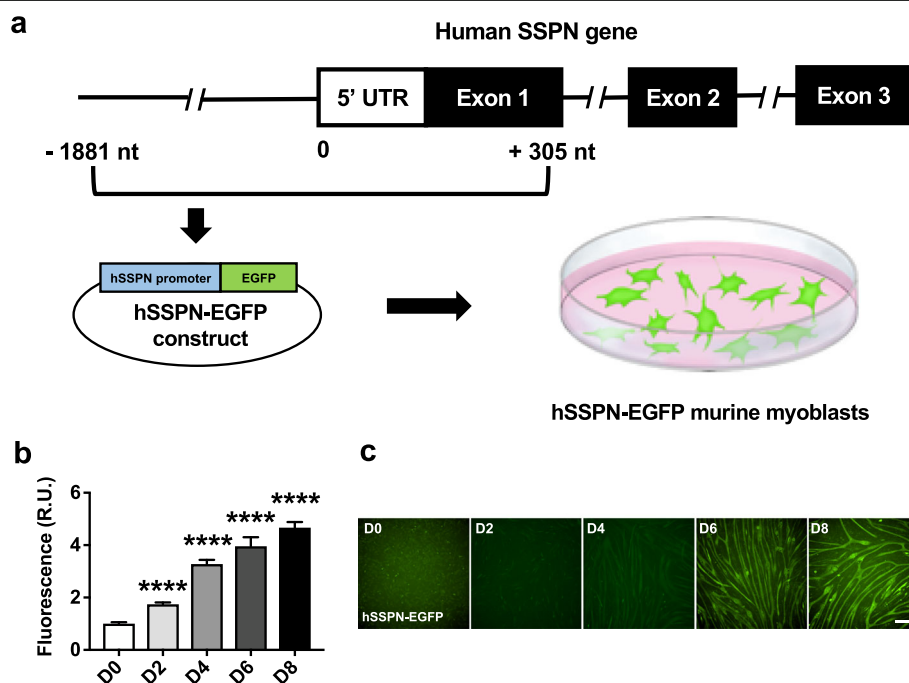 a
Human SSPN gene
5’ UTR
Exon 1
Exon 2
Exon 3
- 1881 nt
0
+ 305 nt
hSSPN promoter
EGFP
hSSPN-EGFP
construct
hSSPN-EGFP murine myoblasts
b
Fluorescence (R.U.)
6
4
2
0
****
****
****
****
D0
D2
D4
D6
D8
c
D0
D2
D4
D6
D8
hSSPN-EGFP